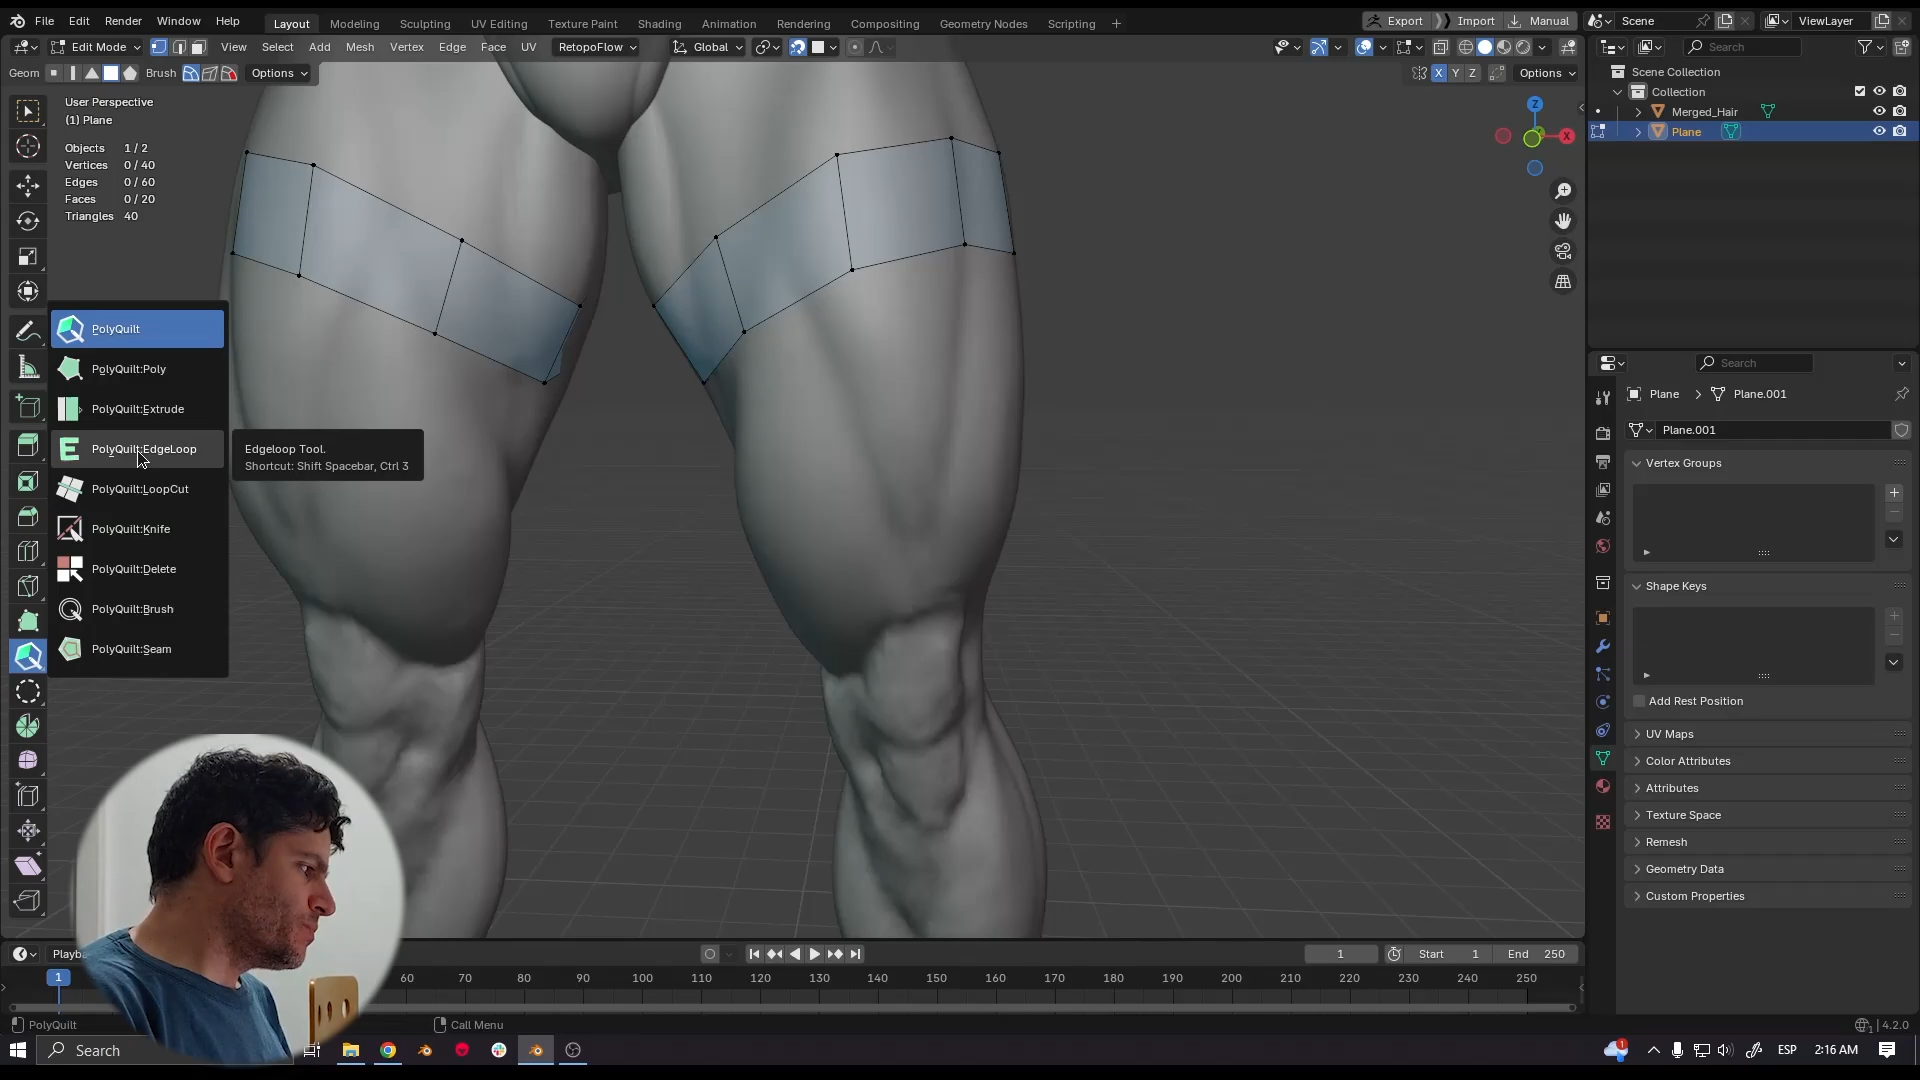 File Edit Render Window Help Layout Modeling Sculpting UV Editing Texture Paint Shading Animation Rendering Compositing Geometry Nodes Scripting + Export Import Manual Scene ViewLayer
Edit Mode View Select Add Mesh Vertex Edge Face UV RetopoFlow Global Search
Geom Brush Options X Y Z Options
User Perspective
(1) Plane
Objects 1 / 2
Vertices 0 / 40
Edges 0 / 60
Faces 0 / 20
Triangles 40
Z
X
PolyQuilt
PolyQuilt:Poly
PolyQuilt:Extrude
PolyQuilt:EdgeLoop
PolyQuilt:LoopCut
PolyQuilt:Knife
PolyQuilt:Delete
PolyQuilt:Brush
PolyQuilt:Seam
Edgeloop Tool.
Shortcut: Shift Spacebar, Ctrl 3
Scene Collection
Collection
Merged_Hair
Plane
Search
Plane > Plane.001
Plane.001
Vertex Groups
Shape Keys
Add Rest Position
UV Maps
Color Attributes
Attributes
Texture Space
Remesh
Geometry Data
Custom Properties
Playb 1 Start 1 End 250
1 60 70 80 90 100 110 120 130 140 150 160 170 180 190 200 210 220 230 240 250
PolyQuilt Call Menu 4.2.0
Search 1 ESP 2:16 AM